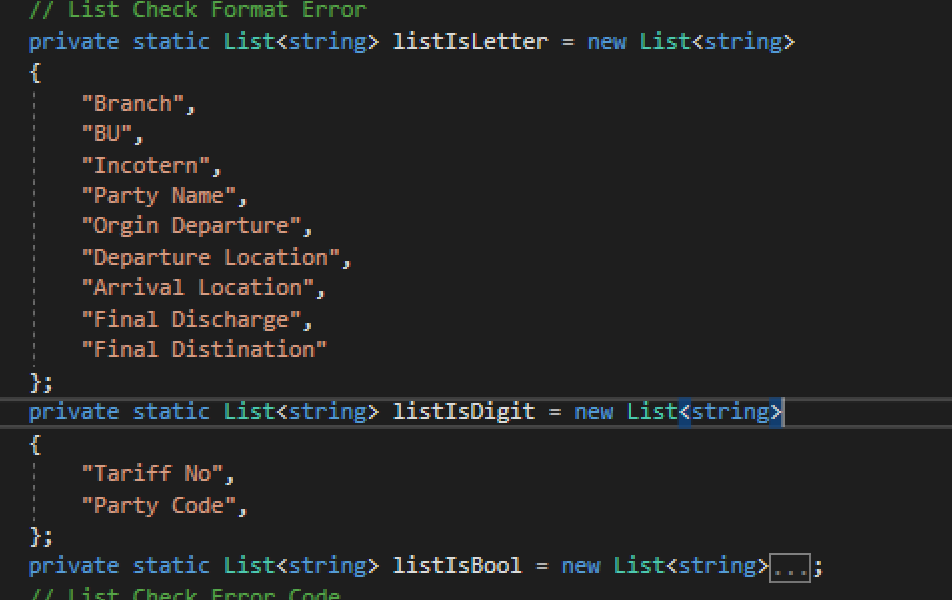 // List Check Format Error
private static List<string> listIsLetter = new List<string>
{
"Branch",
"BU",
"Incotern",
"Party Name",
"Orgin Departure",
"Departure Location",
"Arrival Location",
"Final Discharge",
"Final Distination"
};
private static List<string> listIsDigit = new List<string>
{
"Tariff No",
"Party Code",
};
private static List<string> listIsBool = new List<string>...;
// List Check Error Code